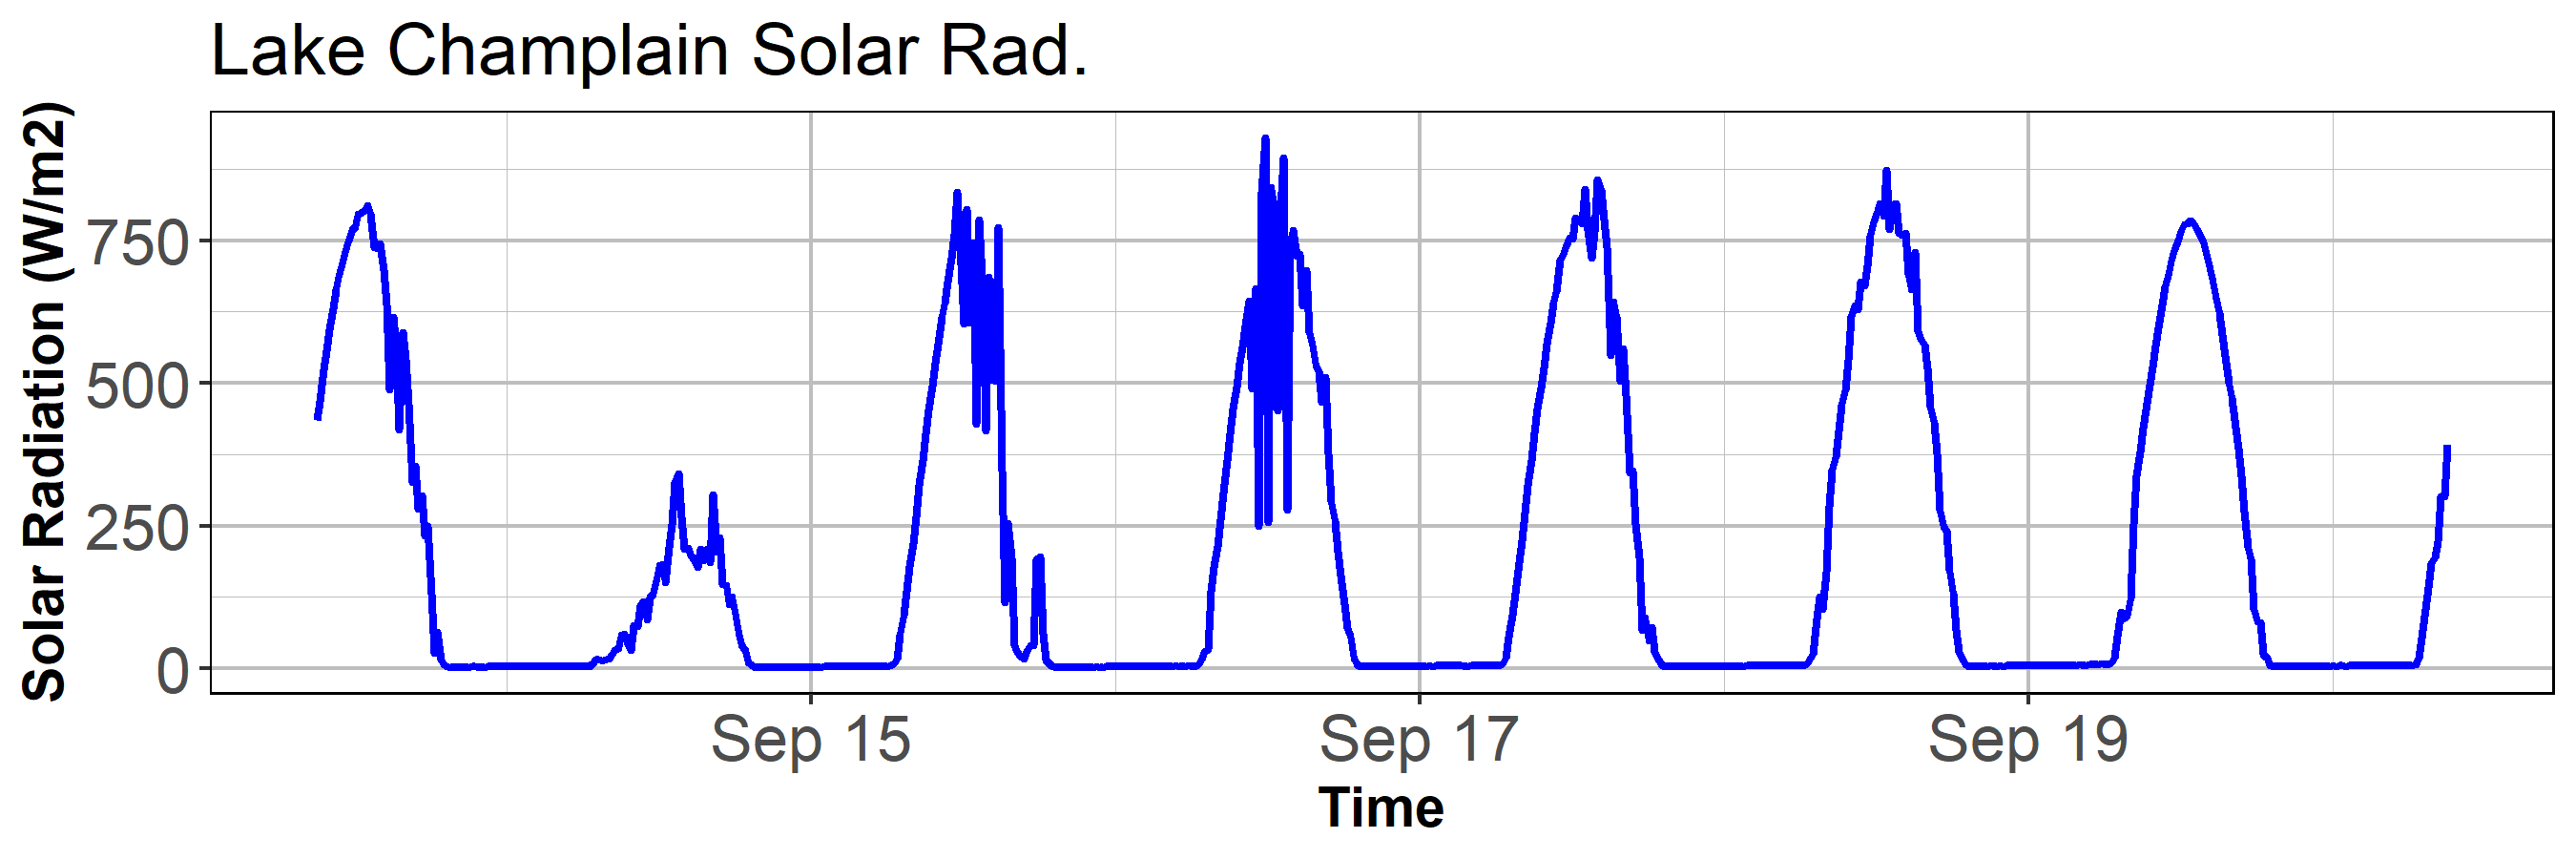 Lake Champlain Solar Rad.
Solar Radiation (W/m2)
750
500
250
0
Sep 15
Sep 17
Sep 19
Time